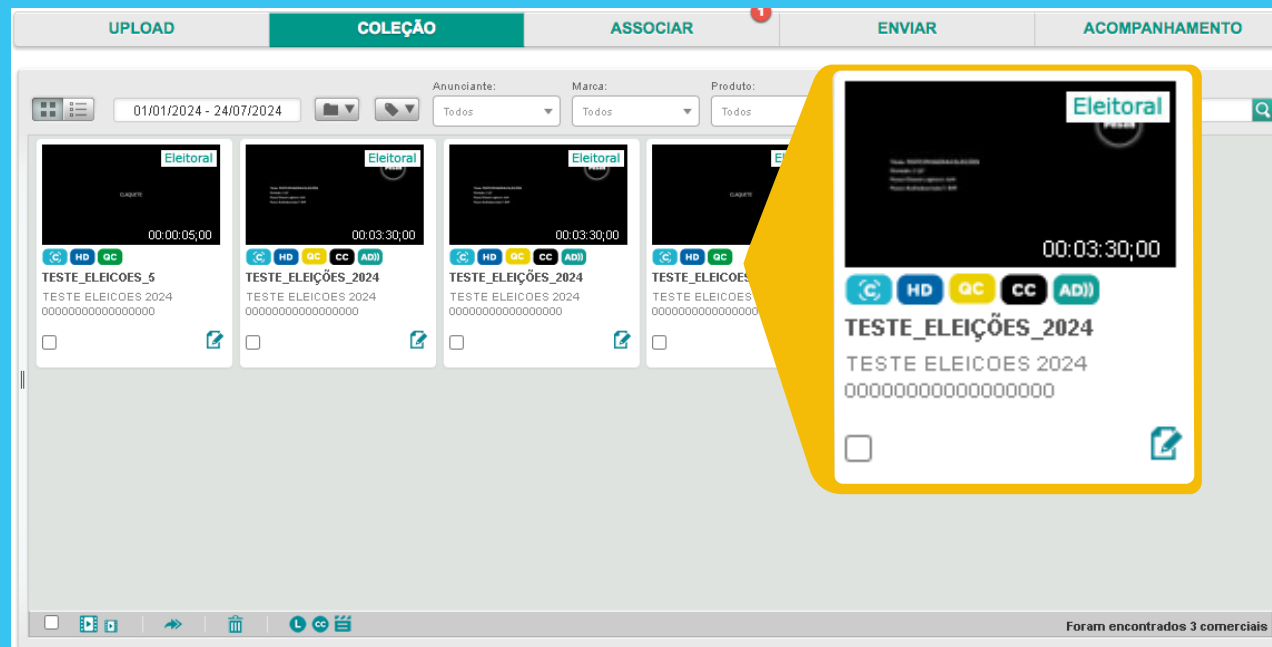 UPLOAD COLEÇÃO ASSOCIAR 1 ENVIAR ACOMPANHAMENTO
Anunciante: Marca: Produto:
01/01/2024 - 24/07/2024 Todos Todos Todos
Eleitoral Eleitoral Eleitoral El
CLAQUETE CLAQUETE
00:00:05;00 00:03:30;00 00:03:30;00
HD QC HD QC CC AD)) HD QC CC AD)) HD QC
TESTE_ELEICOES_5 TESTE_ELEIÇÕES_2024 TESTE_ELEIÇÕES_2024 TESTE_ELEICOES
TESTE ELEICOES 2024 TESTE ELEICOES 2024 TESTE ELEICOES 2024 TESTE ELEICOES
00000000000000000 00000000000000000 00000000000000000 0000000000000000
Eleitoral
00:03:30;00
C HD QC CC AD))
TESTE_ELEIÇÕES_2024
TESTE ELEICOES 2024
00000000000000000
L CC
Foram encontrados 3 comerciais